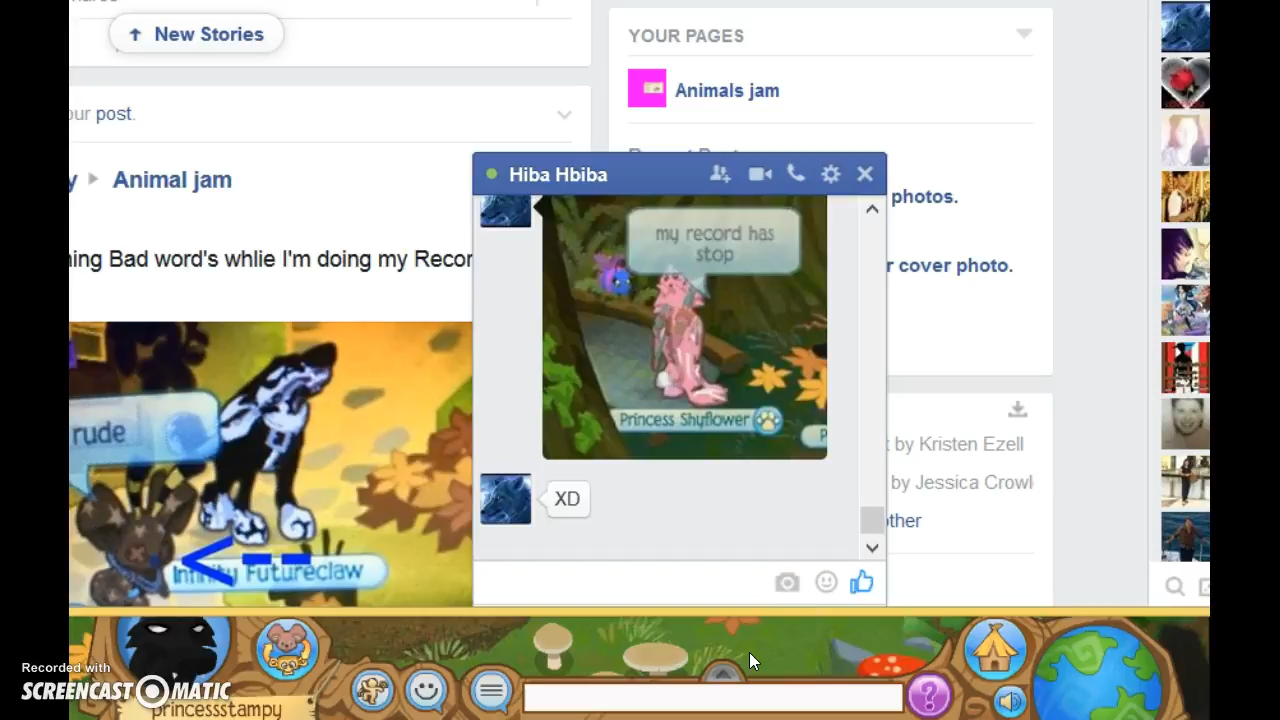 New Stories
YOUR PAGES
Animals jam
our post.
y Animal jam
ning Bad word's whlie I'm doing my Recor
Hiba Hbiba
my record has
stop
Princess Shyflower
P
XD
photos.
r cover photo.
t by Kristen Ezell
by Jessica Crowl
other
rude
Infinity Futureclaw
Recorded with
SCREENCAST-O-MATIC
princessstampy
?